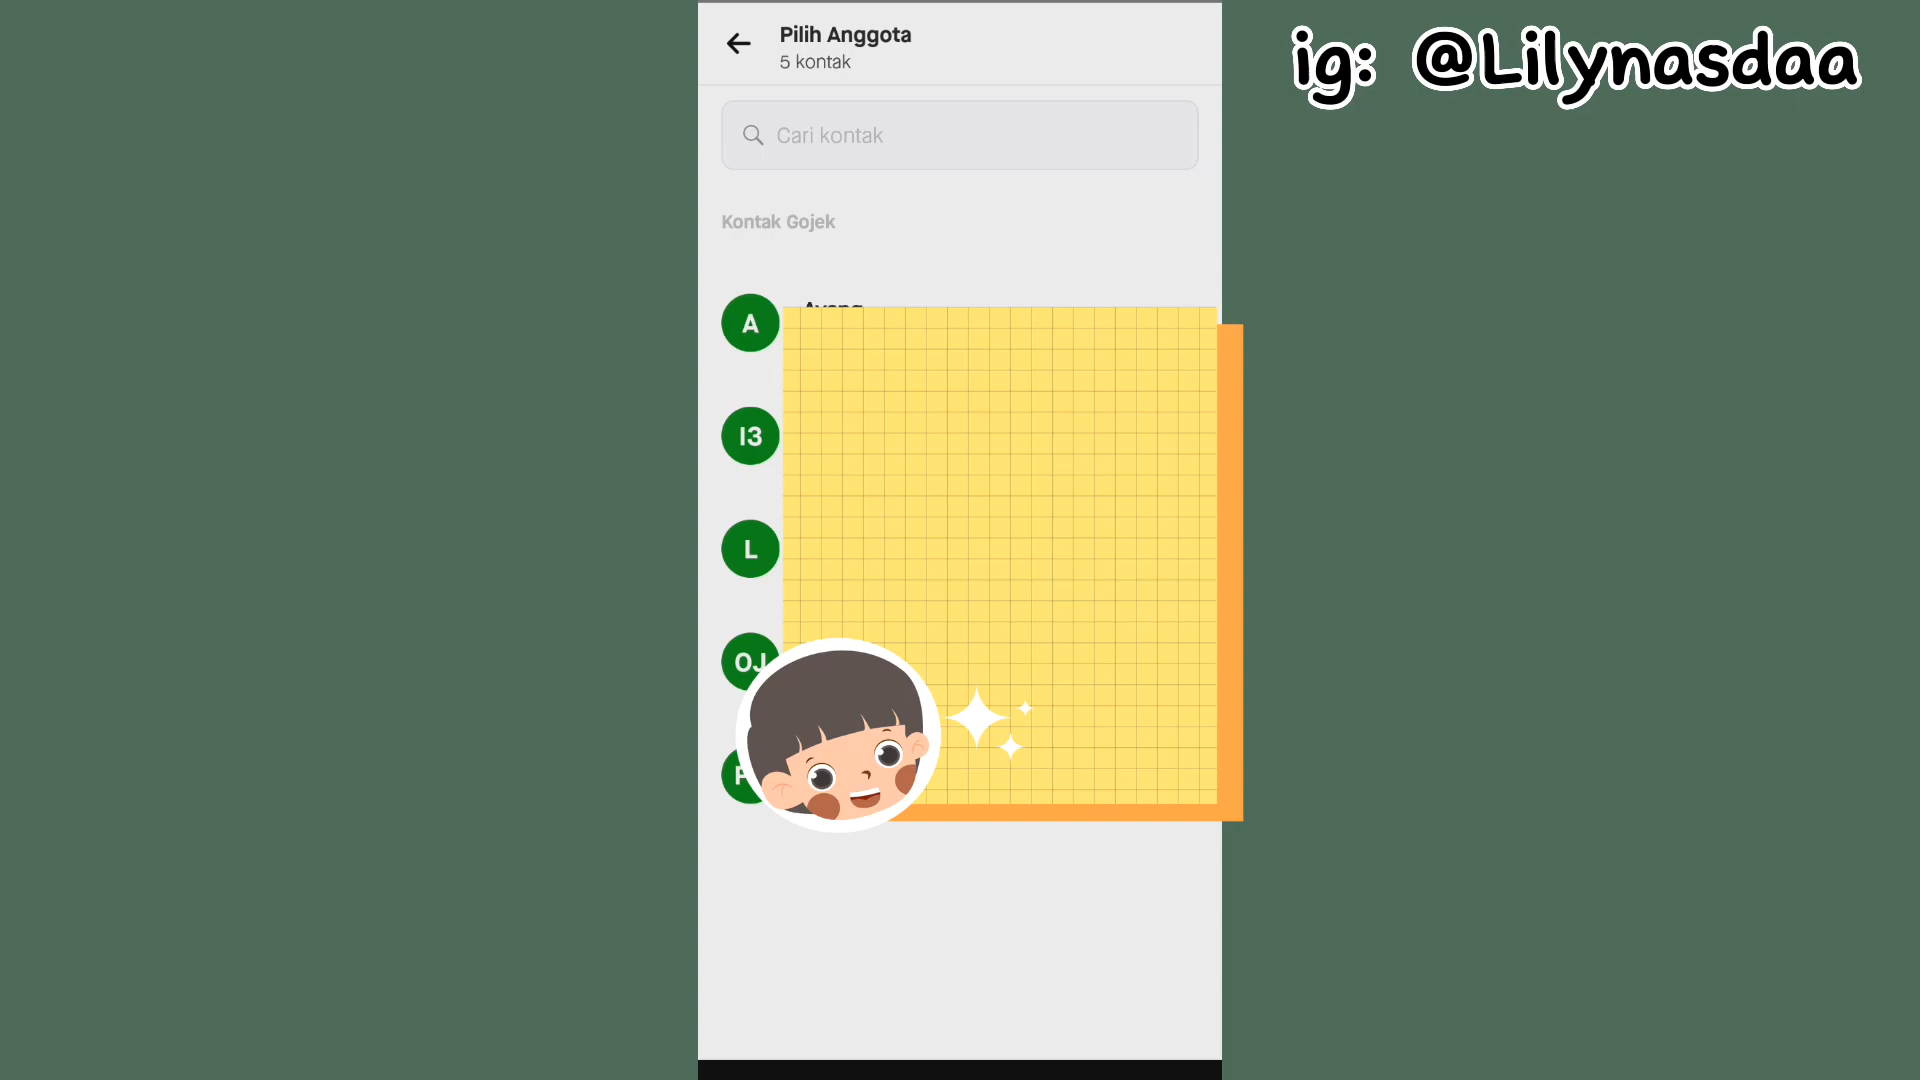 Pilih Anggota
5 kontak
ig: @Lilynasdaa
Cari kontak
Kontak Gojek
A
I3
L
OJ